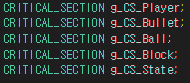 CRITICAL_SECTION g_CS_Player;
CRITICAL_SECTION g_CS_Bullet;
CRITICAL_SECTION g_CS_Ball;
CRITICAL_SECTION g_CS_Block;
CRITICAL_SECTION g_CS_State;